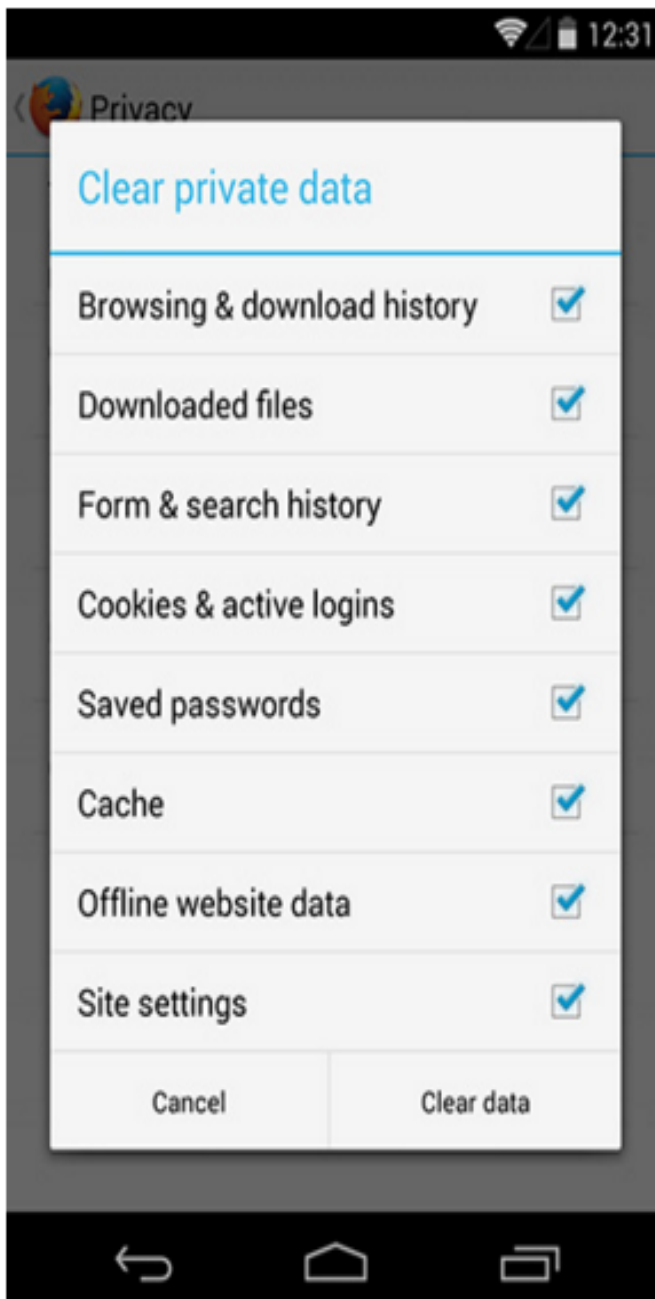 12:31
Privacy
Clear private data
Browsing & download history
Downloaded files
Form & search history
Cookies & active logins
Saved passwords
Cache
Offline website data
Site settings
Cancel
Clear data